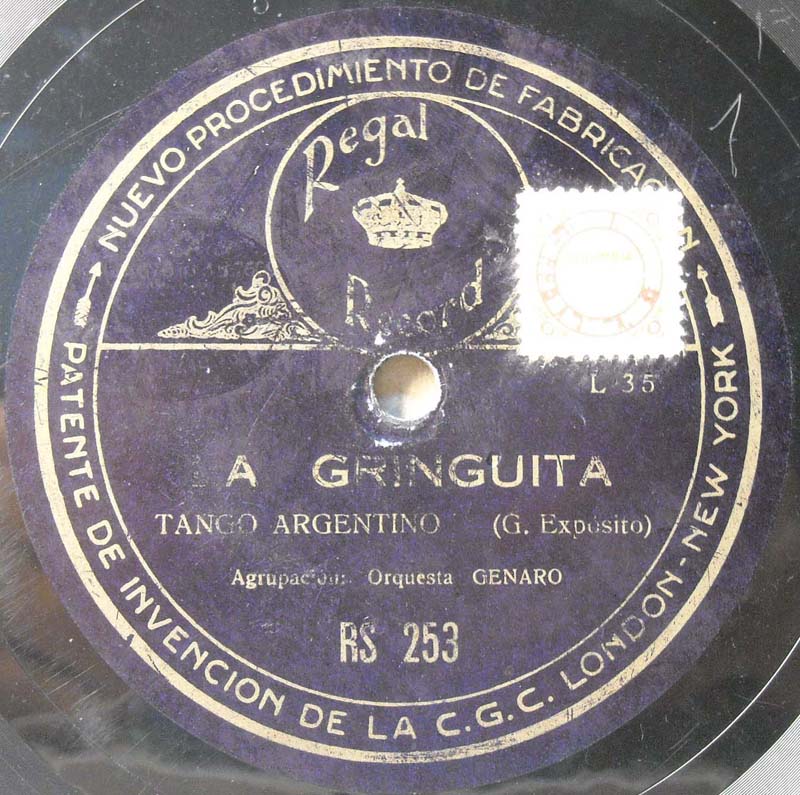 NUEVO PROCEDIMIENTO DE FABRICACION
Regal
Record
L 35
LA GRINGUITA
TANGO ARGENTINO (G. Expósito)
Agrupación: Orquesta GENARO
RS 253
PATENTE DE INVENCION DE LA C.G.C. LONDON-NEW YORK